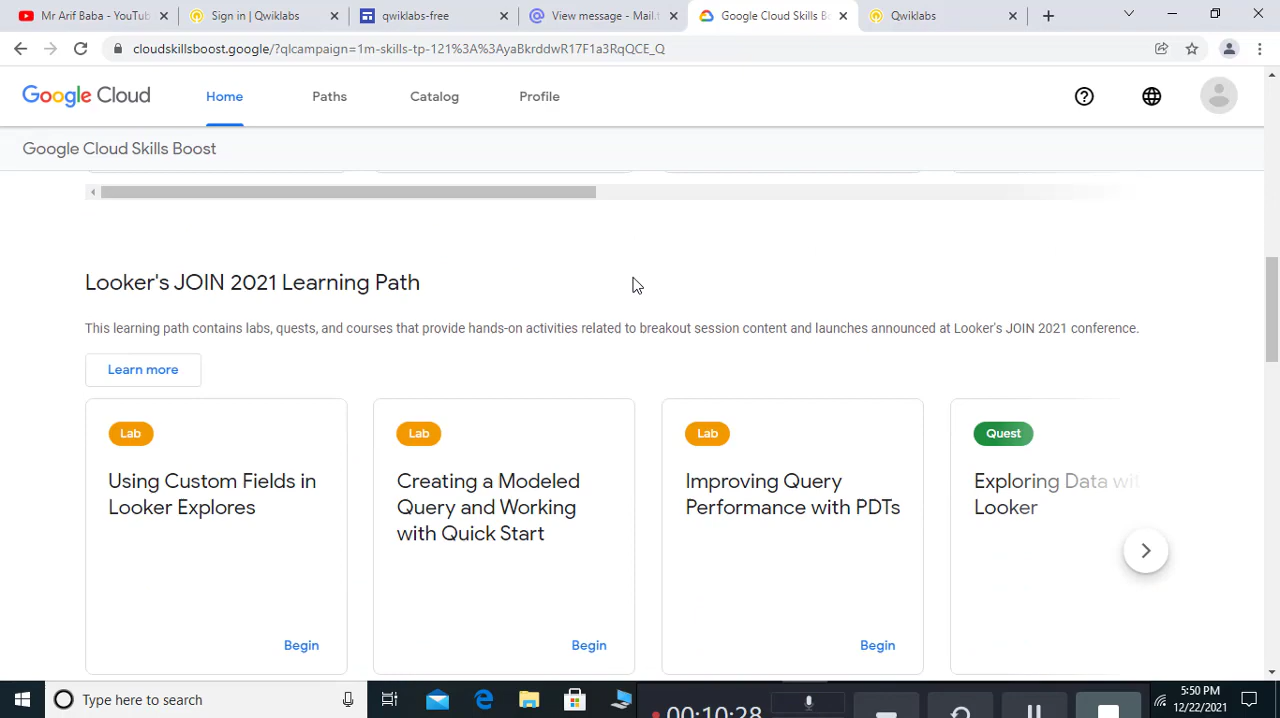 Mr Arif Baba - YouTub
Sign in | Qwiklabs
qwiklabs-free
View message - Mail.t
Google Cloud Skills B
Qwiklabs
cloudskillsboost.google/?qlcampaign=1m-skills-tp-121%3A%3AyaBkrddwR17F1a3RqQCE_Q
Google Cloud
Home
Paths
Catalog
Profile
Google Cloud Skills Boost
Looker's JOIN 2021 Learning Path
This learning path contains labs, quests, and courses that provide hands-on activities related to breakout session content and launches announced at Looker's JOIN 2021 conference.
Learn more
Lab
Using Custom Fields in
Looker Explores
Begin
Lab
Creating a Modeled
Query and Working
with Quick Start
Begin
Lab
Improving Query
Performance with PDTs
Begin
Quest
Exploring Data wit
Looker
Type here to search
00:10:28
5:50 PM
12/22/2021